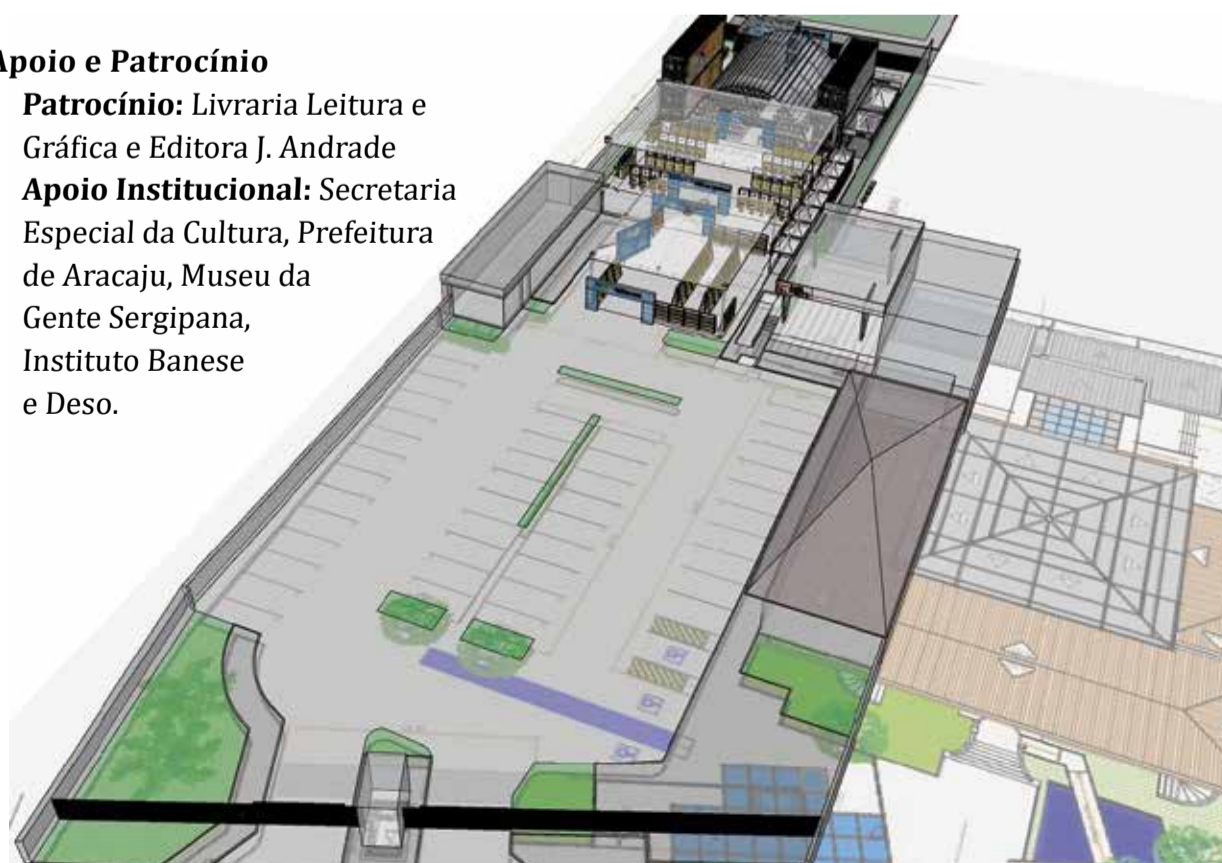 Apoio e Patrocínio
Patrocínio: Livraria Leitura e
Gráfica e Editora J. Andrade
Apoio Institucional: Secretaria
Especial da Cultura, Prefeitura
de Aracaju, Museu da
Gente Sergipana,
Instituto Banese
e Deso.